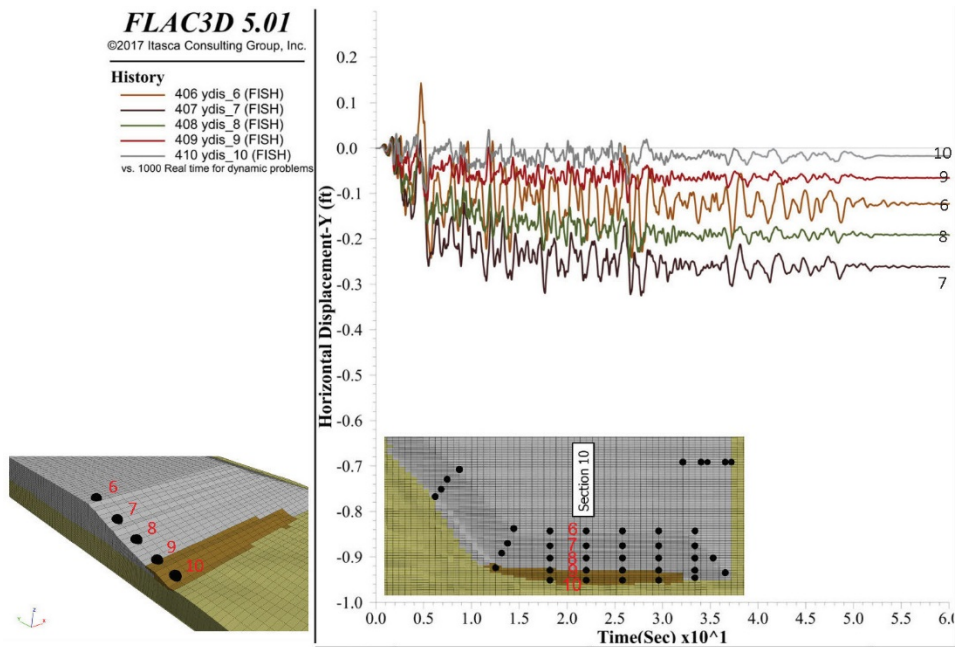 FLAC3D 5.01
©2017 Itasca Consulting Group, Inc.
History
406 ydis_6 (FISH)
407 ydis_7 (FISH)
408 ydis_8 (FISH)
409 ydis_9 (FISH)
410 ydis_10 (FISH)
vs. 1000 Real time for dynamic problems
Horizontal Displacement-Y (ft)
0.2
0.1
0.0
-0.1
-0.2
-0.3
-0.4
-0.5
-0.6
-0.7
-0.8
-0.9
-1.0
10
9
6
8
7
Section 10
6
7
8
9
10
6
7
8
9
10
z
y
x
0.0 0.5 1.0 1.5 2.0 2.5 3.0 3.5 4.0 4.5 5.0 5.5 6.0
Time(Sec) x10^1